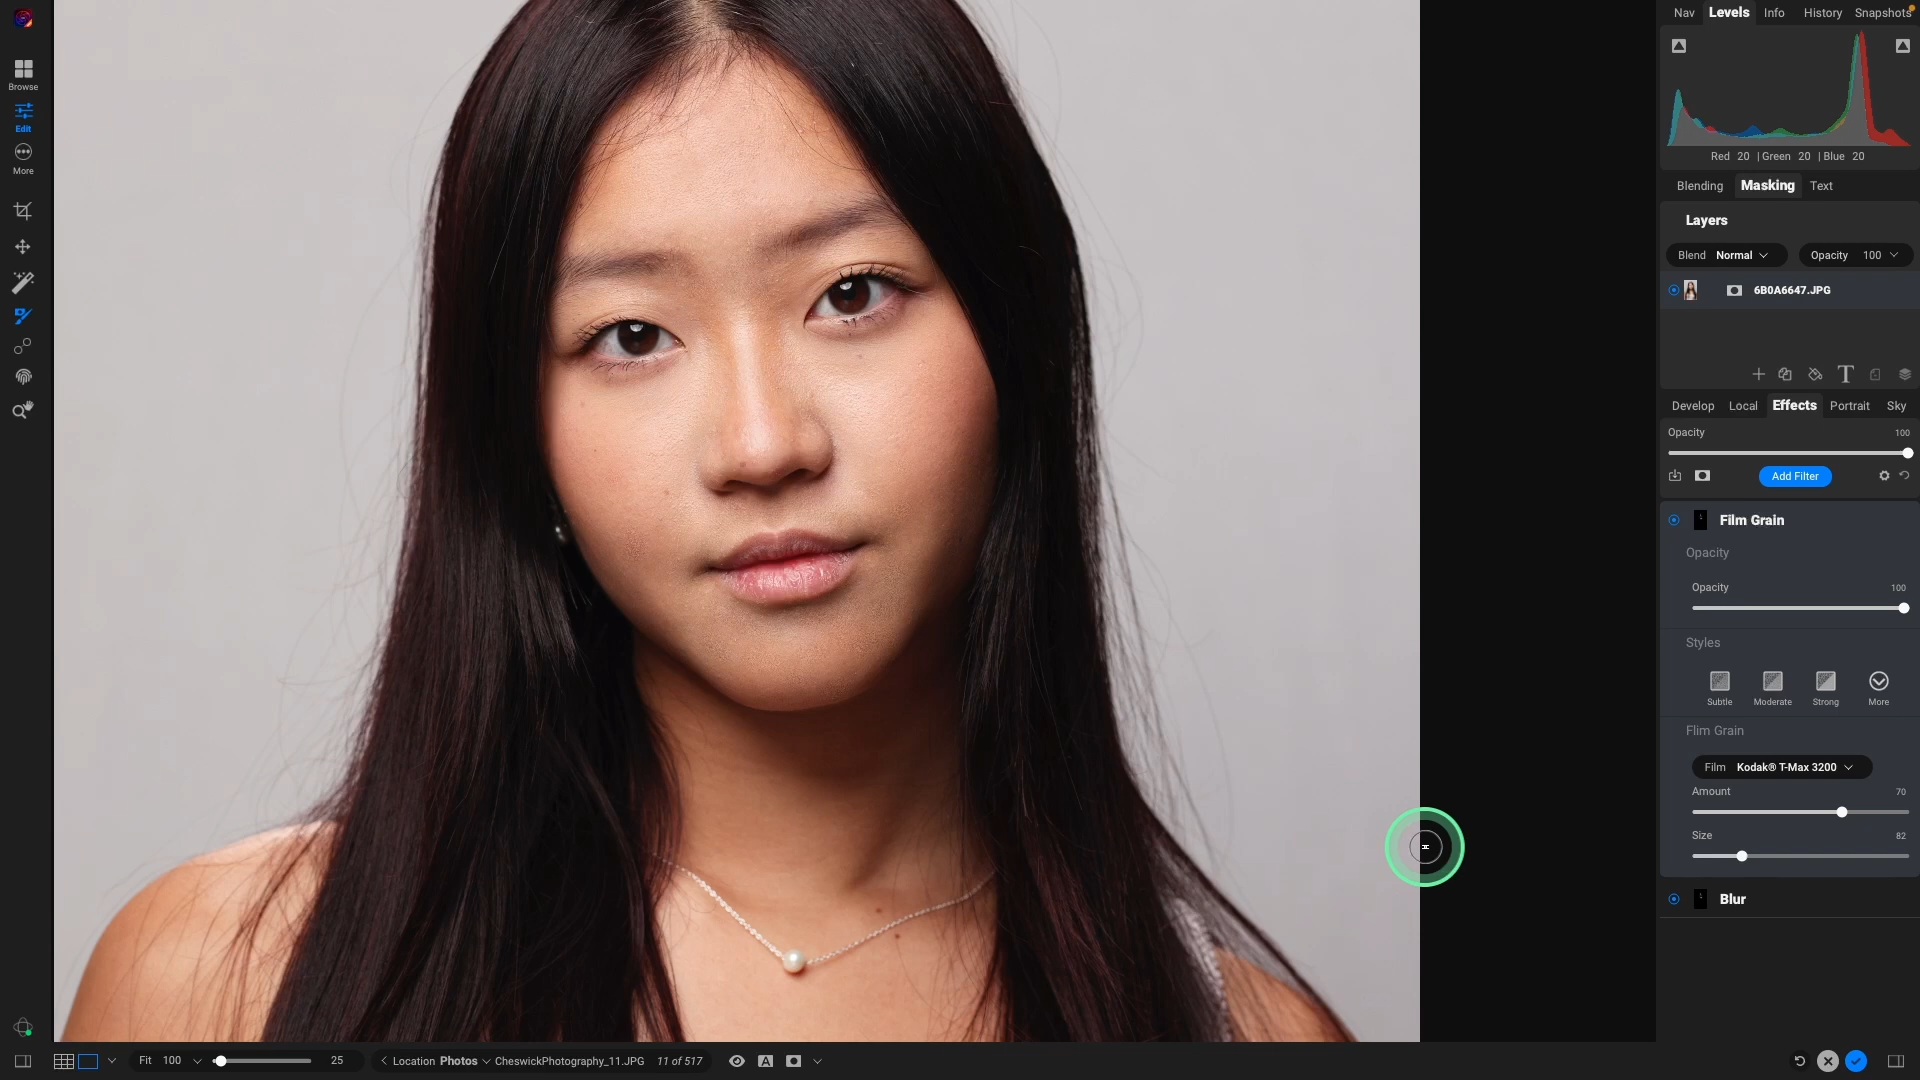 Nav Levels Info History Snapshots
Red 20 | Green 20 | Blue 20
Blending Masking Text
Layers
Blend Normal Opacity 100
6B0A6647.JPG
Develop Local Effects Portrait Sky
Opacity 100
Add Filter
Film Grain
Opacity
Opacity 100
Styles
Subtle Moderate Strong More
Flim Grain
Film Kodak® T-Max 3200
Amount 70
Size 82
Blur
Browse
Edit
More
Fit 100 25 Location Photos CheswickPhotography_11.JPG 11 of 517